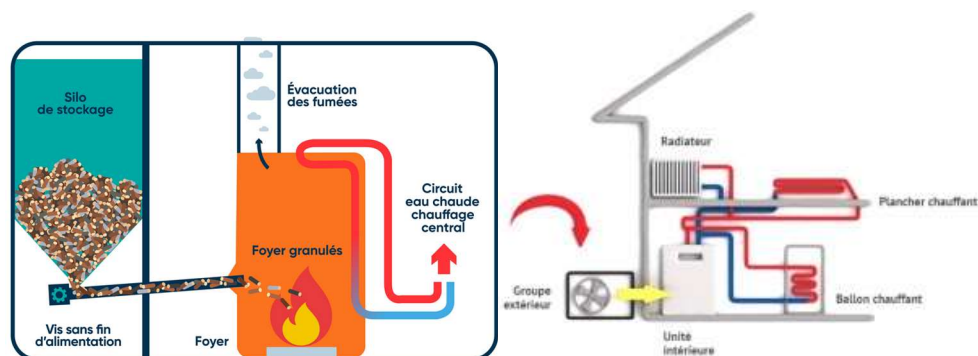 Silo
de stockage
Évacuation
des fumées
Circuit
eau chaude
chauffage
central
Foyer granulés
Vis sans fin
d'alimentation
Foyer
Radiateur
Plancher chauffant
Groupe
extérieur
Ballon chauffant
Unité
intérieure